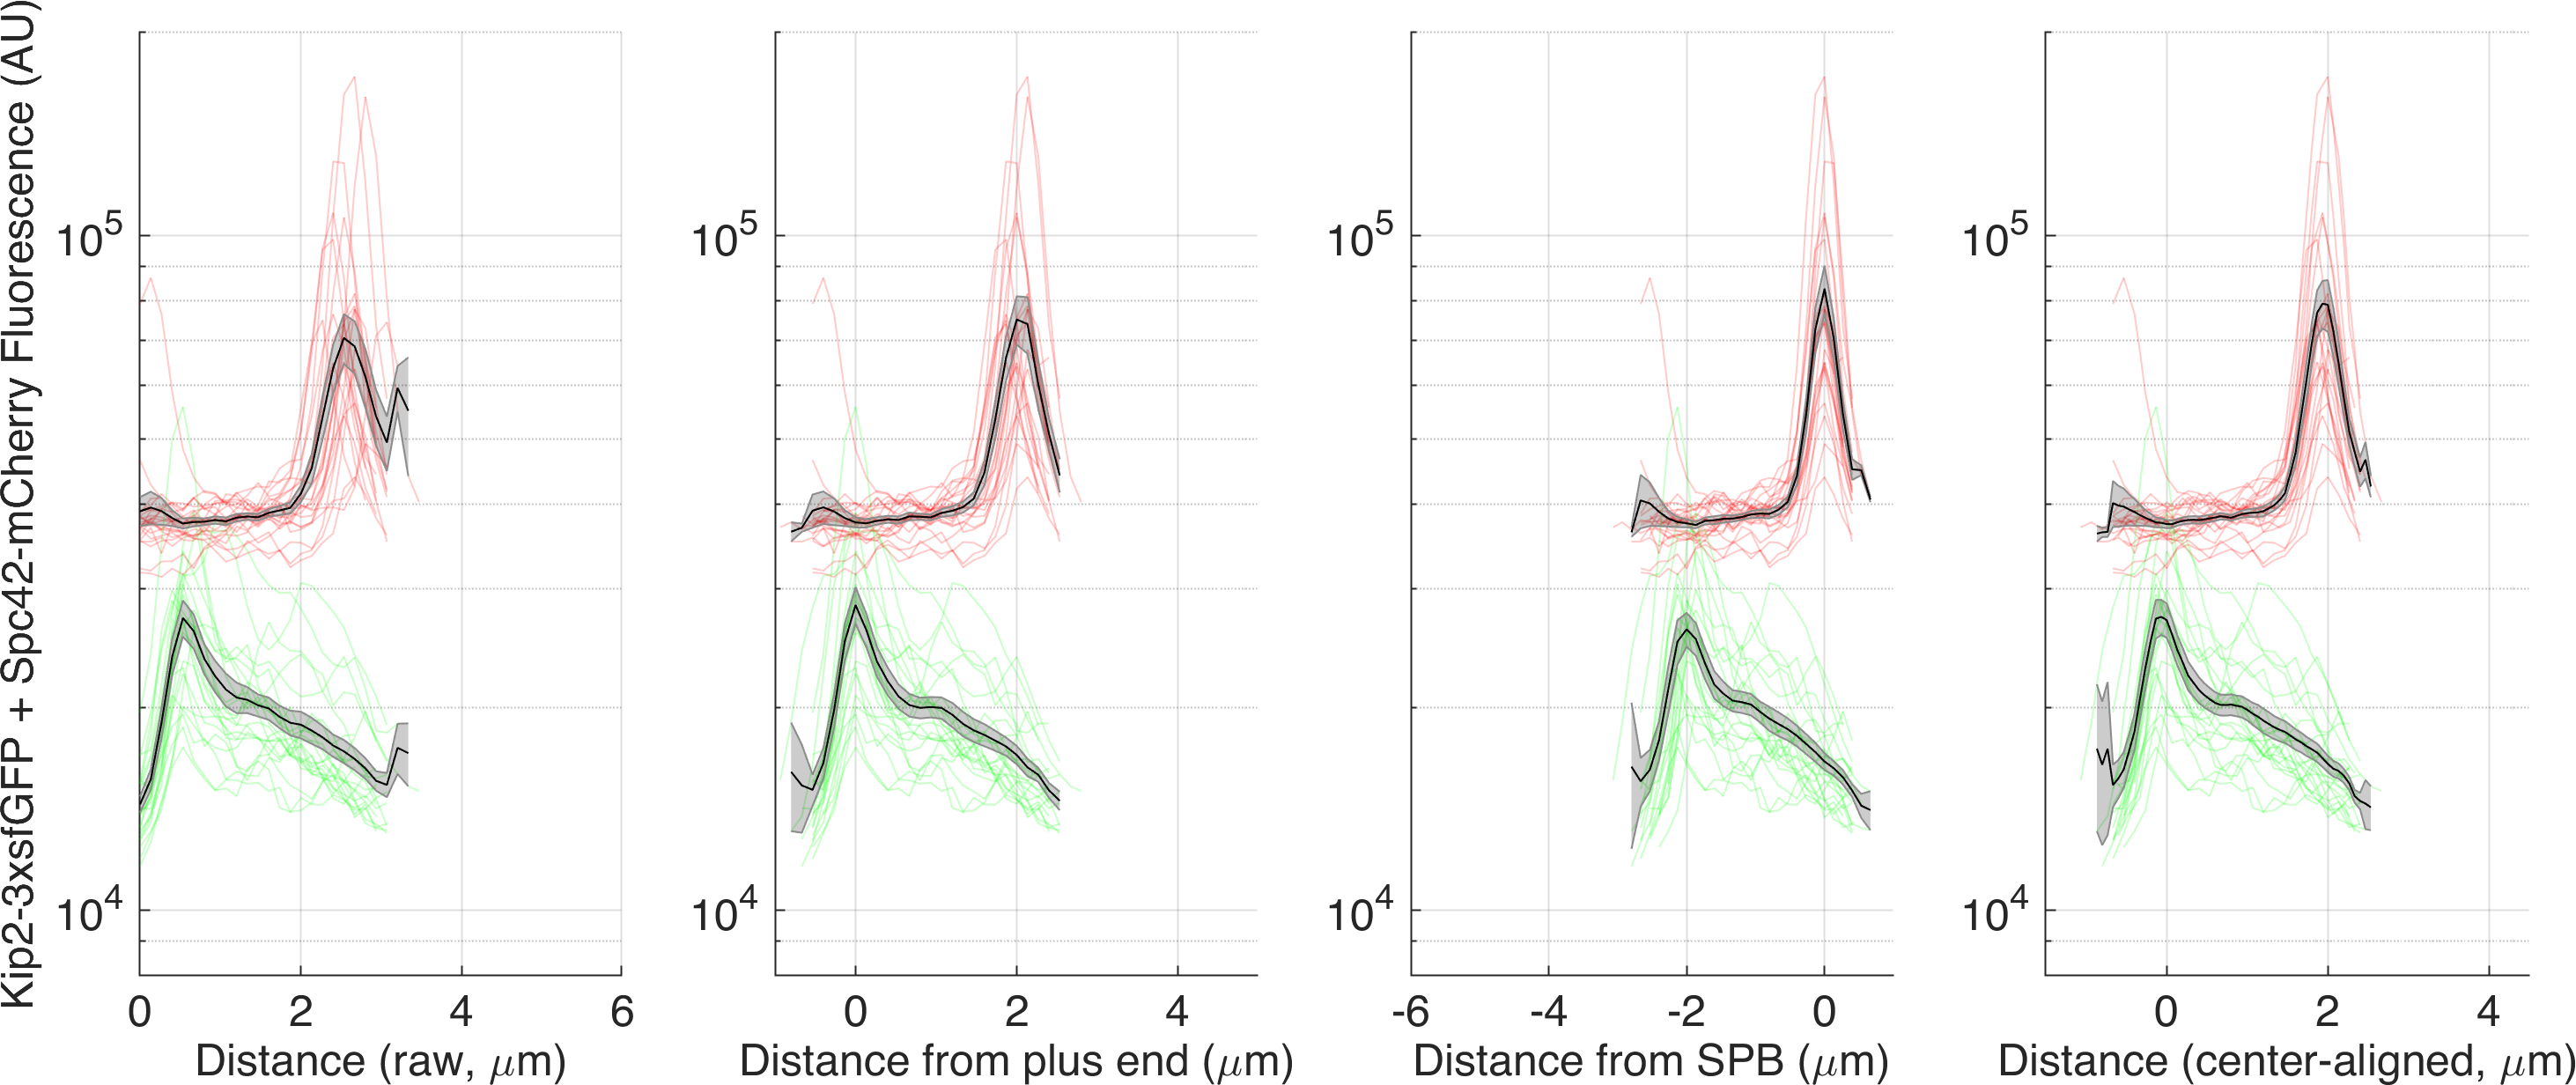 Kip2-3xsfGFP + Spc42-mCherry Fluorescence (AU)
10^5
10^4
0 2 4 6
Distance (raw, μm)
10^5
10^4
0 2 4
Distance from plus end (μm)
10^5
10^4
-6 -4 -2 0
Distance from SPB (μm)
10^5
10^4
0 2 4
Distance (center-aligned, μm)